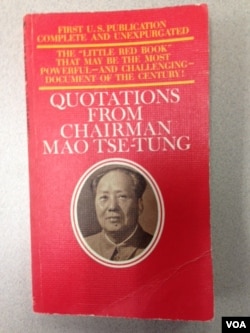 FIRST U.S. PUBLICATION
COMPLETE AND UNEXPURGATED
THE "LITTLE RED BOOK"
THAT MAY BE THE MOST
POWERFUL—AND CHALLENGING—
DOCUMENT OF THE CENTURY!
QUOTATIONS
FROM
CHAIRMAN
MAO TSE-TUNG
VOA